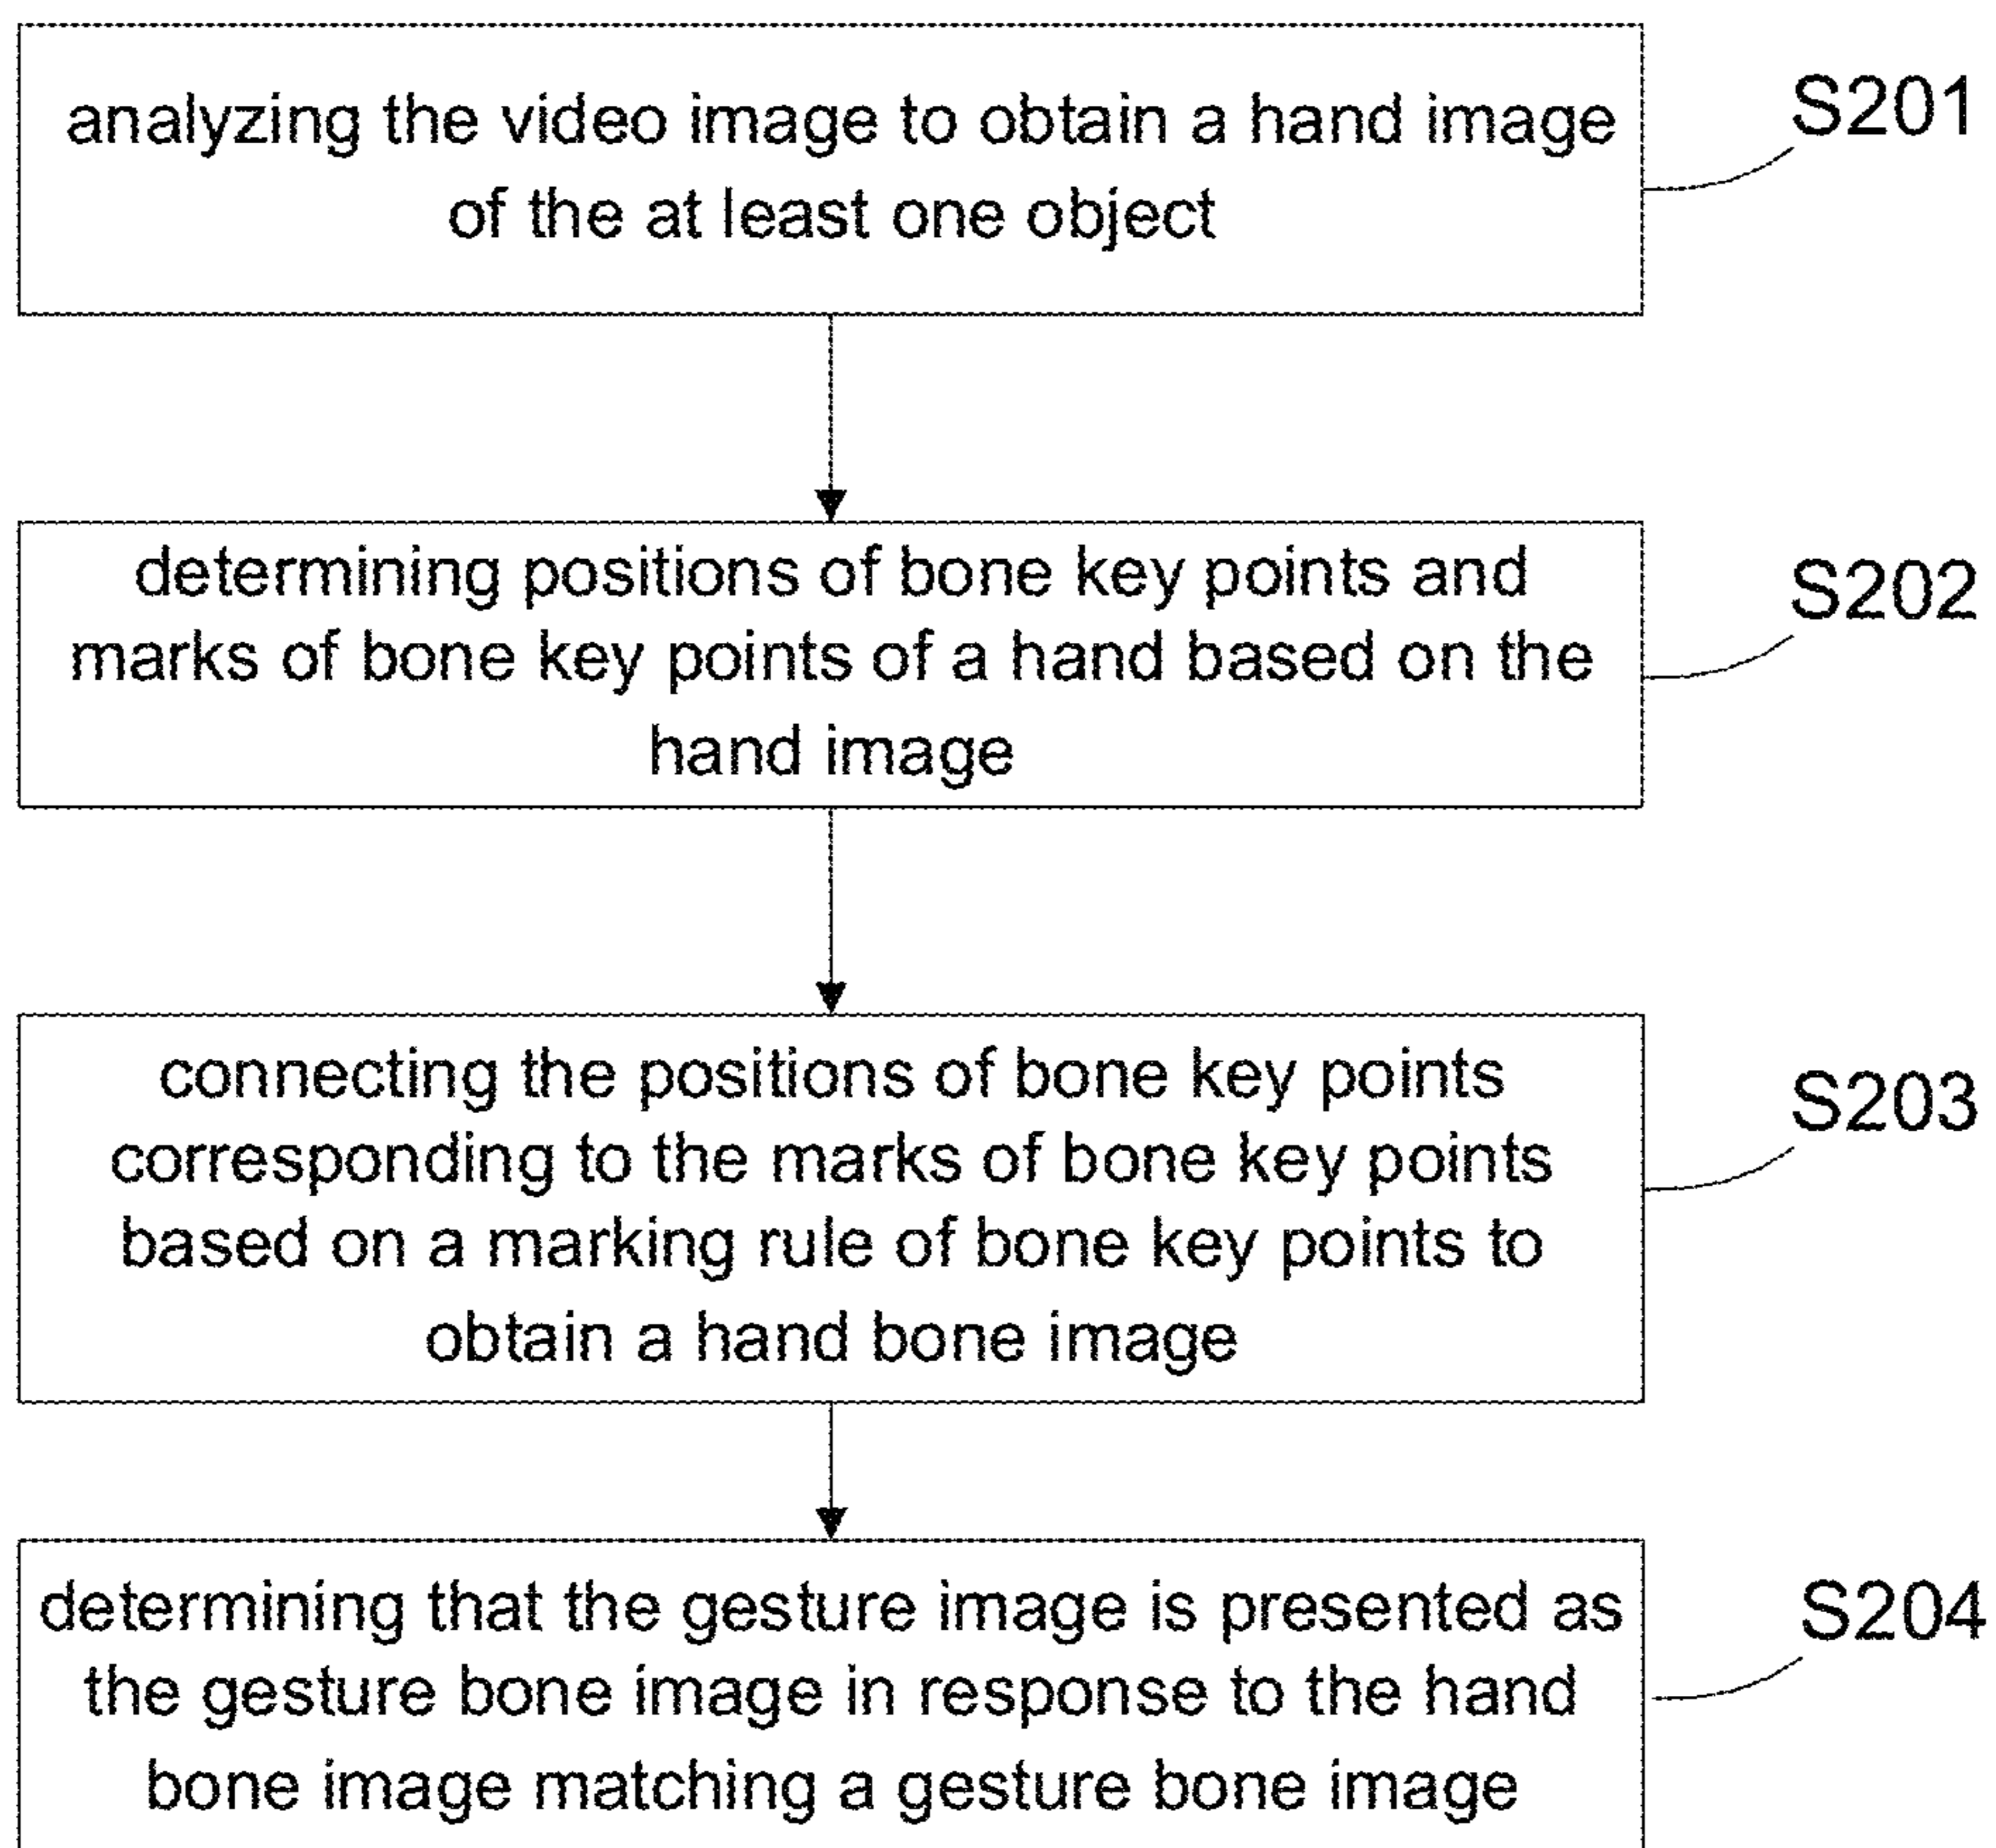 analyzing the video image to obtain a hand image
of the at least one object
S201
determining positions of bone key points and
marks of bone key points of a hand based on the
hand image
S202
connecting the positions of bone key points
corresponding to the marks of bone key points
based on a marking rule of bone key points to
obtain a hand bone image
S203
determining that the gesture image is presented as
the gesture bone image in response to the hand
bone image matching a gesture bone image
S204